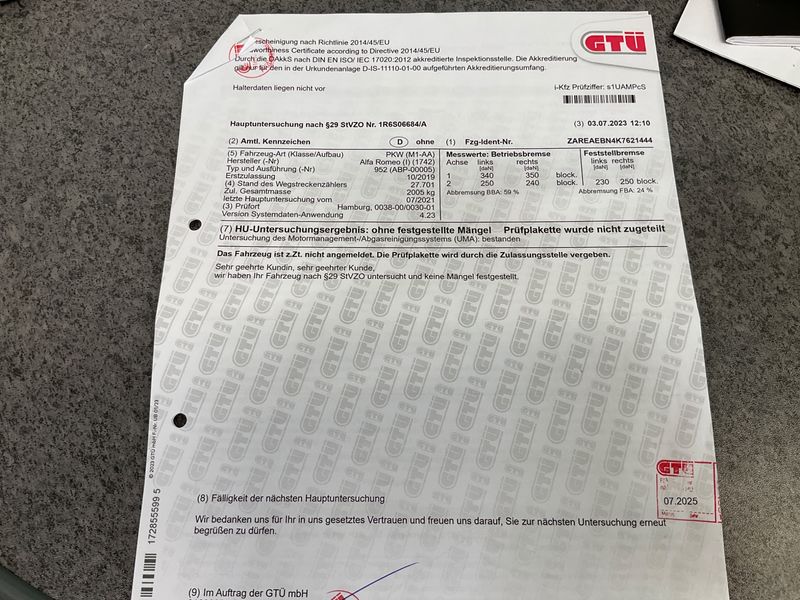 escheinigung nach Richtlinie 2014/45/EU
worthiness Certificate according to Directive 2014/45/EU
Durch die DAkkS nach DIN EN ISO/ IEC 17020:2012 akkreditierte Inspektionsstelle. Die Akkreditierung
gilt nur für den in der Urkundenanlage D-IS-11110-01-00 aufgeführten Akkreditierungsumfang.
GTÜ
Halterdaten liegen nicht vor
i-Kfz Prüfziffer: s1UAMPcS
Hauptuntersuchung nach §29 StVZO Nr. 1R6S06684/A
(3) 03.07.2023 12:10
(2) Amtl. Kennzeichen D ohne
(1) Fzg-Ident-Nr. ZAREAEBN4K7621444
(5) Fahrzeug-Art (Klasse/Aufbau) PKW (M1-AA)
Hersteller (-Nr) Alfa Romeo (I) (1742)
Typ und Ausführung (-Nr) 952 (ABP-00005)
Erstzulassung 10/2019
(4) Stand des Wegstreckenzählers 27.701
Zul. Gesamtmasse 2005 kg
letzte Hauptuntersuchung vom 07/2021
(3) Prüfort Hamburg, 0038-00/0030-01
Version Systemdaten-Anwendung 4.23
Messwerte: Betriebsbremse
Achse links rechts
[daN] [daN]
1 340 350 block.
2 250 240 block.
Abbremsung BBA: 59 %
Feststellbremse
links rechts
[daN] [daN]
230 250 block.
Abbremsung FBA: 24 %
(7) HU-Untersuchungsergebnis: ohne festgestellte Mängel Prüfplakette wurde nicht zugeteilt
Untersuchung des Motormanagement-/Abgasreinigungssystems (UMA): bestanden
Das Fahrzeug ist z.Zt. nicht angemeldet. Die Prüfplakette wird durch die Zulassungsstelle vergeben.
Sehr geehrte Kundin, sehr geehrter Kunde,
wir haben Ihr Fahrzeug nach §29 StVZO untersucht und keine Mängel festgestellt.
(8) Fälligkeit der nächsten Hauptuntersuchung
GTÜ
07.2025
Wir bedanken uns für Ihr in uns gesetztes Vertrauen und freuen uns darauf, Sie zur nächsten Untersuchung erneut
begrüßen zu dürfen.
(9) Im Auftrag der GTÜ mbH
172855599 5